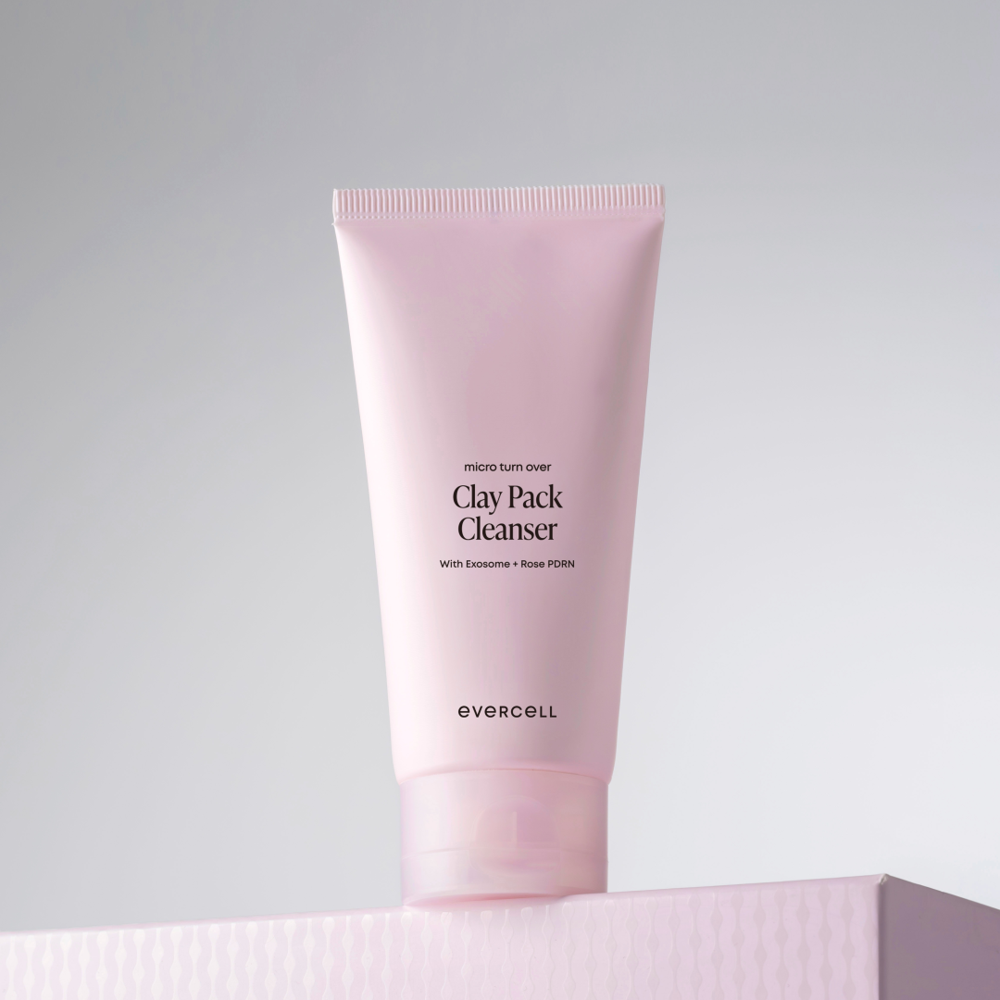 micro turn over
Clay Pack
Cleanser
With Exosome + Rose PDRN
evercell